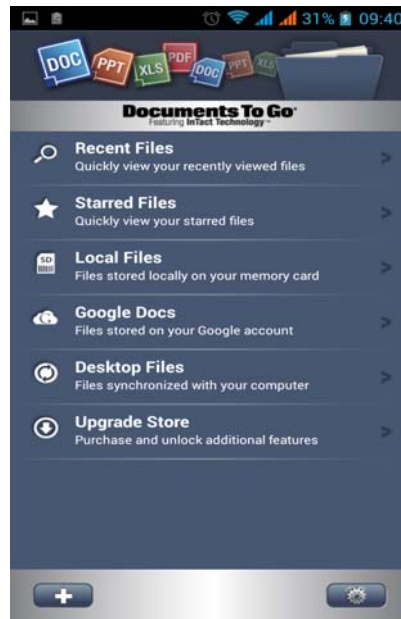 31% 09:40
DOC PPT XLS PDF DOC PPT XLS
Documents To Go
Featuring InTact Technology™
Recent Files
Quickly view your recently viewed files
Starred Files
Quickly view your starred files
SD
Local Files
Files stored locally on your memory card
Google Docs
Files stored on your Google account
Desktop Files
Files synchronized with your computer
Upgrade Store
Purchase and unlock additional features